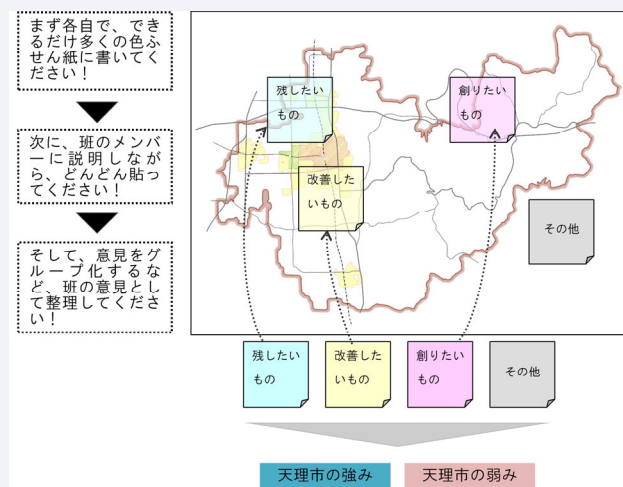 まず各自で、でき
るだけ多くの色ふ
せん紙に書いてく
ださい！
次に、班のメンバ
ーに説明しなが
ら、どんどん貼っ
てください！
そして、意見をグ
ループ化するな
ど、班の意見とし
て整理してくださ
い！
残したい
もの
創りたい
もの
改善した
いもの
その他
残したい
もの
改善した
いもの
創りたい
もの
その他
天理市の強み
天理市の弱み